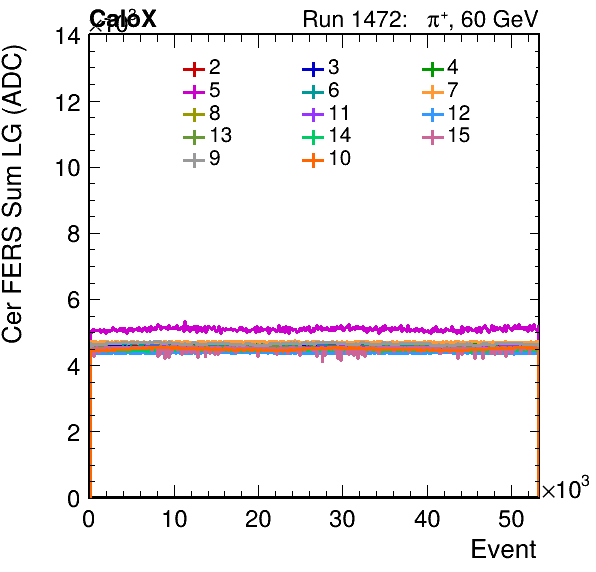 CaloX Run 1472: π⁺, 60 GeV
×10³
Cer FERS Sum LG (ADC)
14
12
10
8
6
4
2
0
2 3 4
5 6 7
8 11 12
13 14 15
9 10
0 10 20 30 40 50
×10³
Event